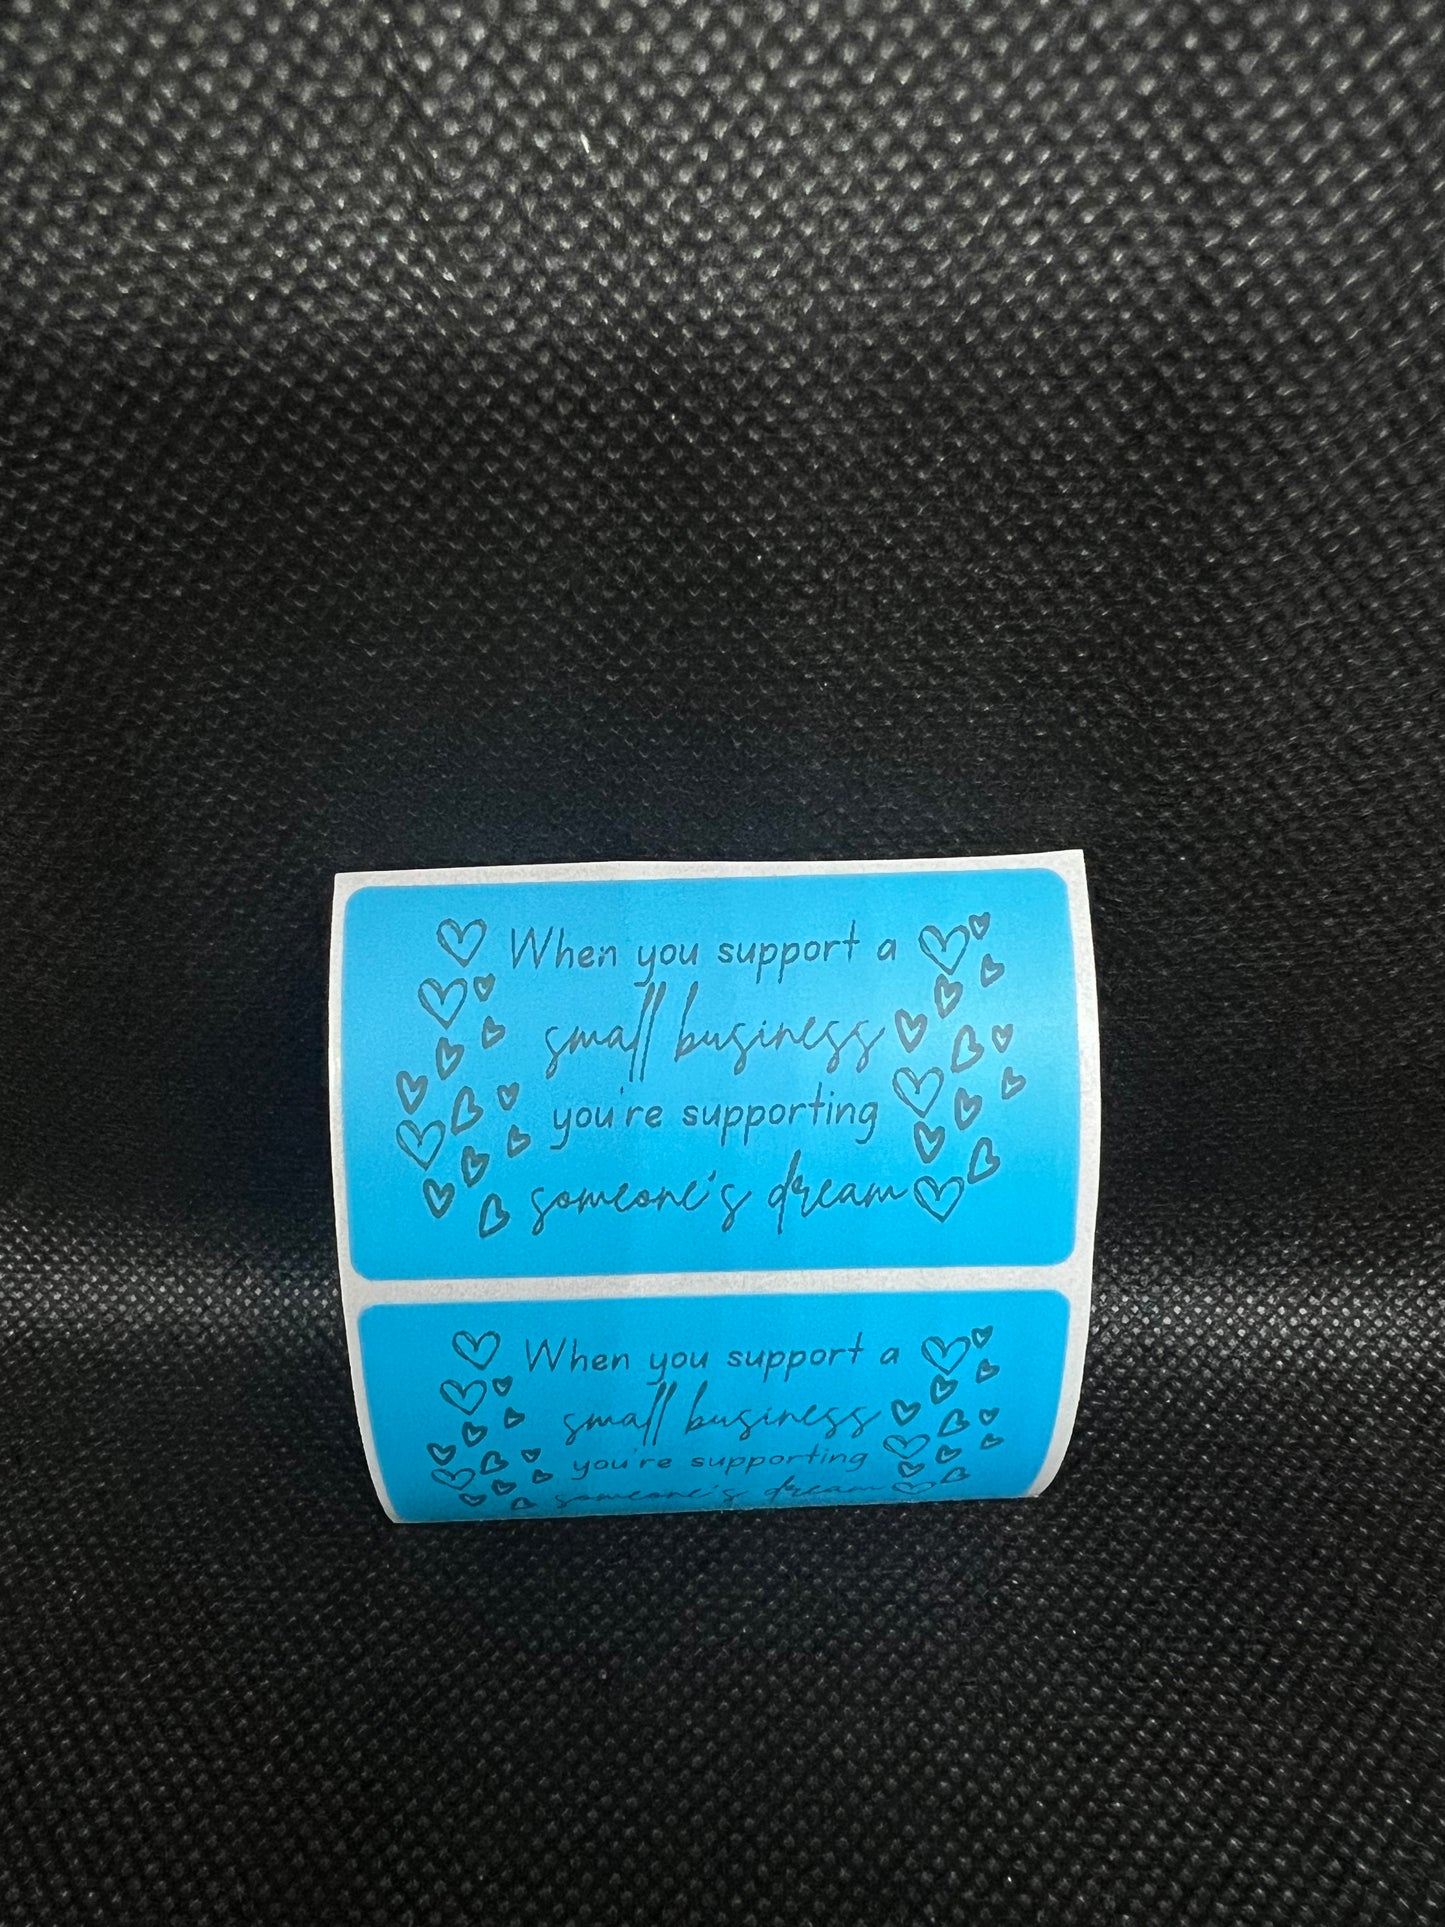 When you support a
small business
you're supporting
someone's dream
When you support a
small business
you're supporting
someone's dream